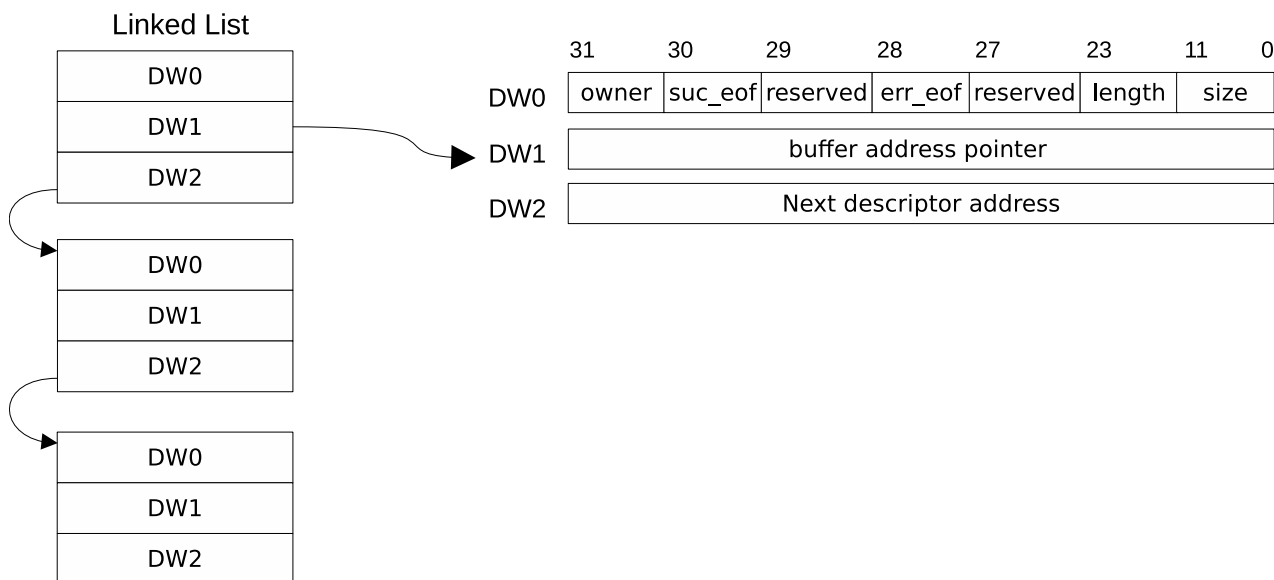 Linked List
DW0
DW1
DW2
DW0
DW1
DW2
DW0
DW1
DW2
31 30 29 28 27 23 11 0
DW0 owner suc_eof reserved err_eof reserved length size
DW1 buffer address pointer
DW2 Next descriptor address